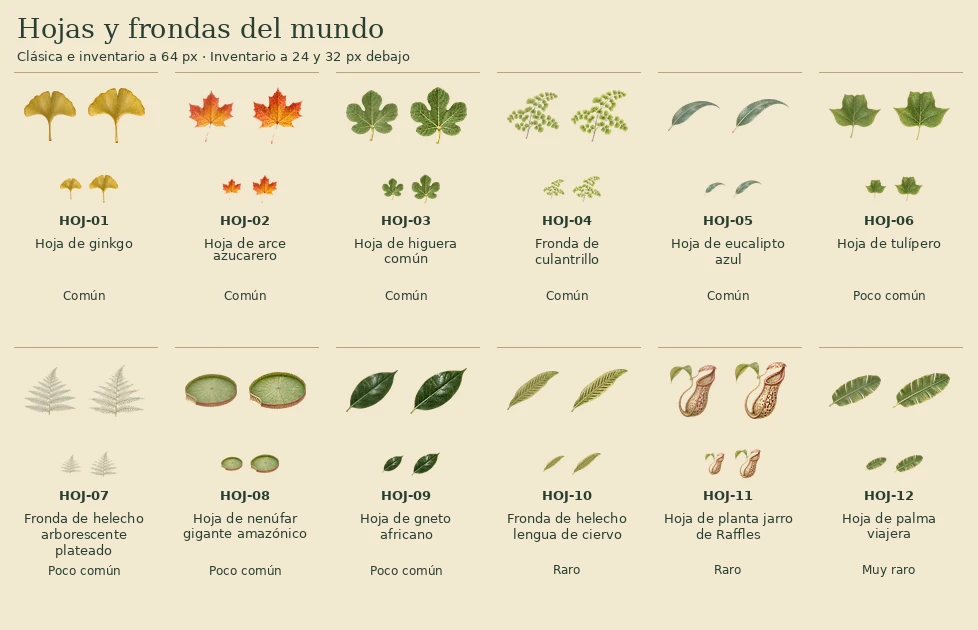 Hojas y frondas del mundo
Clásica e inventario a 64 px · Inventario a 24 y 32 px debajo
HOJ-01
Hoja de ginkgo
Común
HOJ-02
Hoja de arce
azucarero
Común
HOJ-03
Hoja de higuera
común
Común
HOJ-04
Fronda de
culantrillo
Común
HOJ-05
Hoja de eucalipto
azul
Común
HOJ-06
Hoja de tulípero
Poco común
HOJ-07
Fronda de helecho
arborescente
plateado
Poco común
HOJ-08
Hoja de nenúfar
gigante amazónico
Poco común
HOJ-09
Hoja de gneto
africano
Poco común
HOJ-10
Fronda de helecho
lengua de ciervo
Raro
HOJ-11
Hoja de planta jarro
de Raffles
Raro
HOJ-12
Hoja de palma
viajera
Muy raro